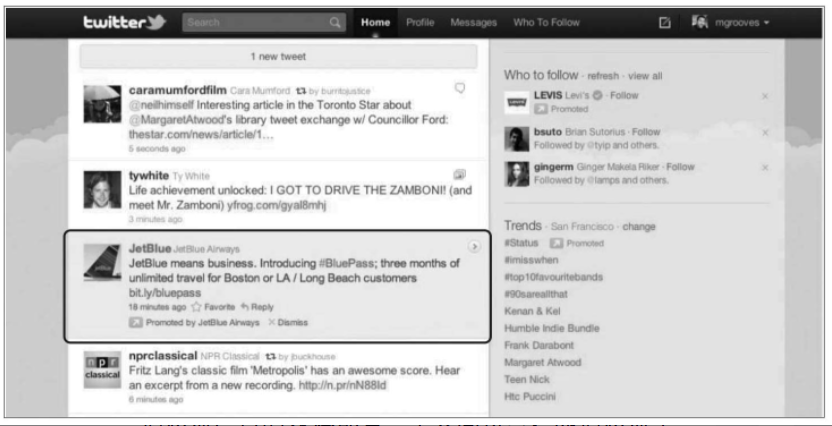 twitter
Search
Home Profile Messages Who To Follow
mgrooves
1 new tweet
caramumfordfilm Cara Mumford by burntojustice
@neilhimself Interesting article in the Toronto Star about
@MargaretAtwood's library tweet exchange w/ Councillor Ford:
thestar.com/news/article/1…
5 seconds ago
tywhite Ty White
Life achievement unlocked: I GOT TO DRIVE THE ZAMBONI! (and
meet Mr. Zamboni) yfrog.com/gyal8mhj
3 minutes ago
JetBlue JetBlue Airways
JetBlue means business. Introducing #BluePass; three months of
unlimited travel for Boston or LA / Long Beach customers
bit.ly/bluepass
18 minutes ago Favorite Reply
Promoted by JetBlue Airways Dismiss
npr
classical
nprclassical NPR Classical by jbuckhouse
Fritz Lang's classic film 'Metropolis' has an awesome score. Hear
an excerpt from a new recording. http://n.pr/nN88Id
6 minutes ago
Who to follow · refresh · view all
LEVIS Levi's · Follow
Promoted
bsuto Brian Sutorius · Follow
Followed by @tyip and others.
gingerm Ginger Makela Riker · Follow
Followed by @lamps and others.
Trends · San Francisco · change
#Status Promoted
#imisswhen
#top10favouritebands
#90sareallthat
Kenan & Kel
Humble Indie Bundle
Frank Darabont
Margaret Atwood
Teen Nick
Htc Puccini